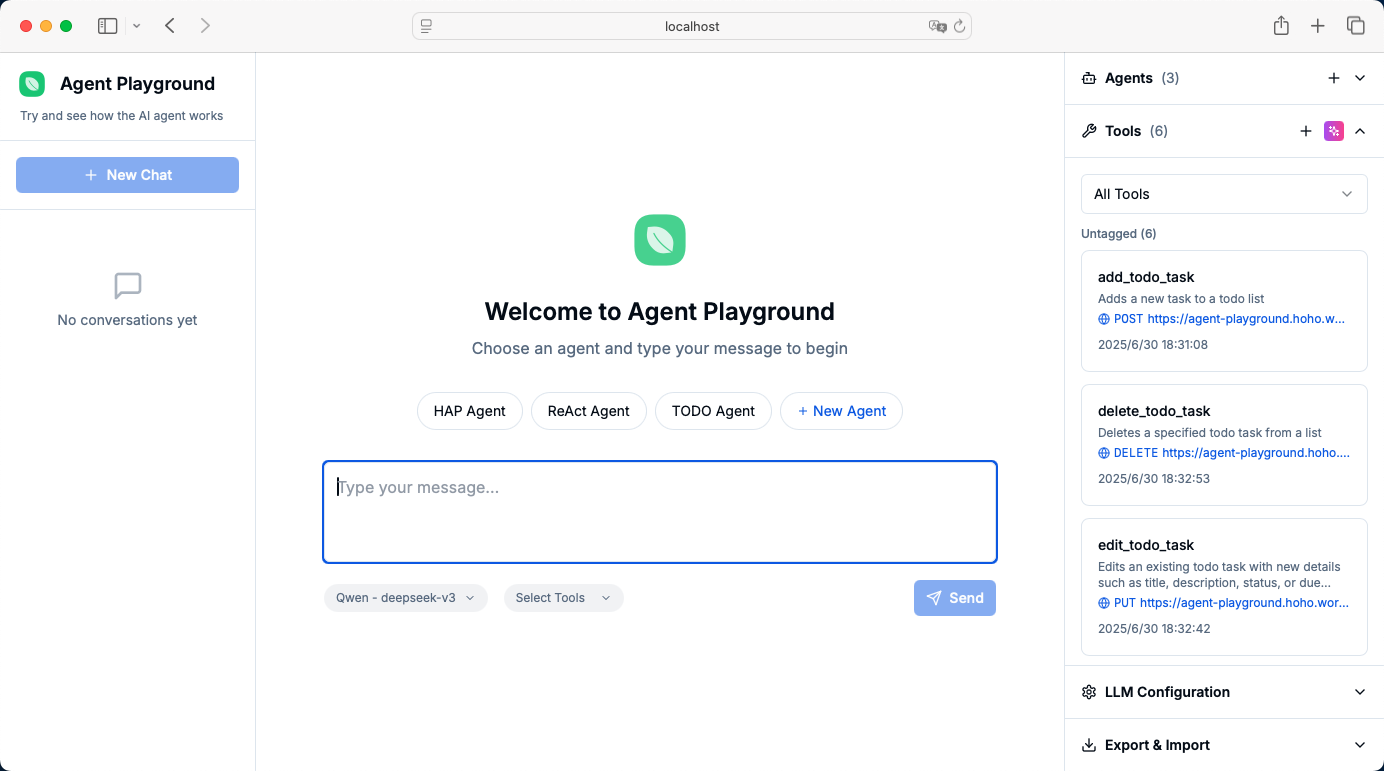 localhost
Agent Playground
Try and see how the AI agent works
+ New Chat
No conversations yet
Welcome to Agent Playground
Choose an agent and type your message to begin
HAP Agent
ReAct Agent
TODO Agent
+ New Agent
Type your message...
Qwen - deepseek-v3
Select Tools
Send
Agents (3)
Tools (6)
All Tools
Untagged (6)
add_todo_task
Adds a new task to a todo list
POST https://agent-playground.hoho.w...
2025/6/30 18:31:08
delete_todo_task
Deletes a specified todo task from a list
DELETE https://agent-playground.hoho....
2025/6/30 18:32:53
edit_todo_task
Edits an existing todo task with new details
such as title, description, status, or due...
PUT https://agent-playground.hoho.wor...
2025/6/30 18:32:42
LLM Configuration
Export & Import